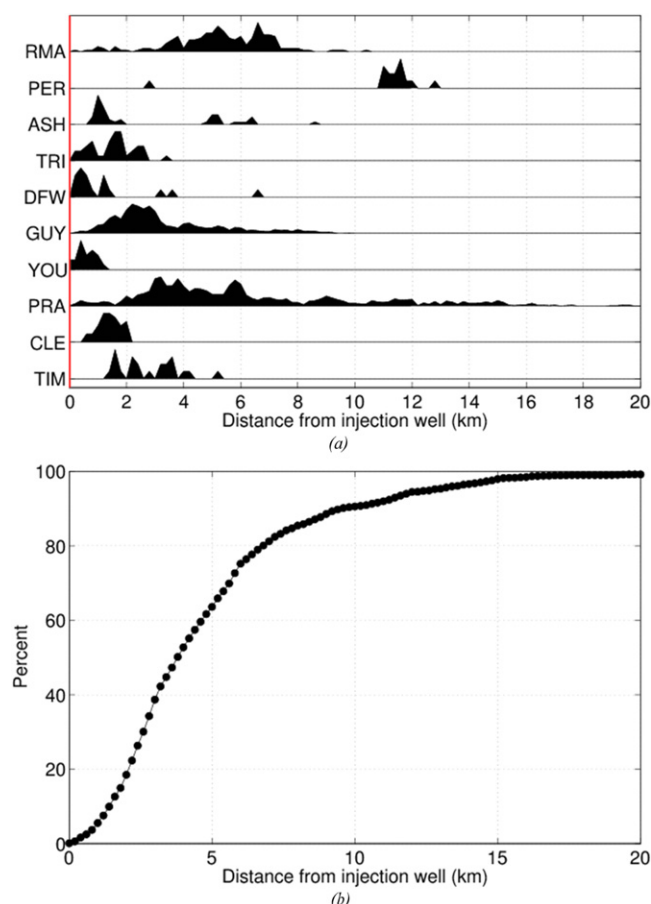 RMA
PER
ASH
TRI
DFW
GUY
YOU
PRA
CLE
TIM
0 2 4 6 8 10 12 14 16 18 20
Distance from injection well (km)
(a)
100
80
60
40
20
0
Percent
0 5 10 15 20
Distance from injection well (km)
(b)